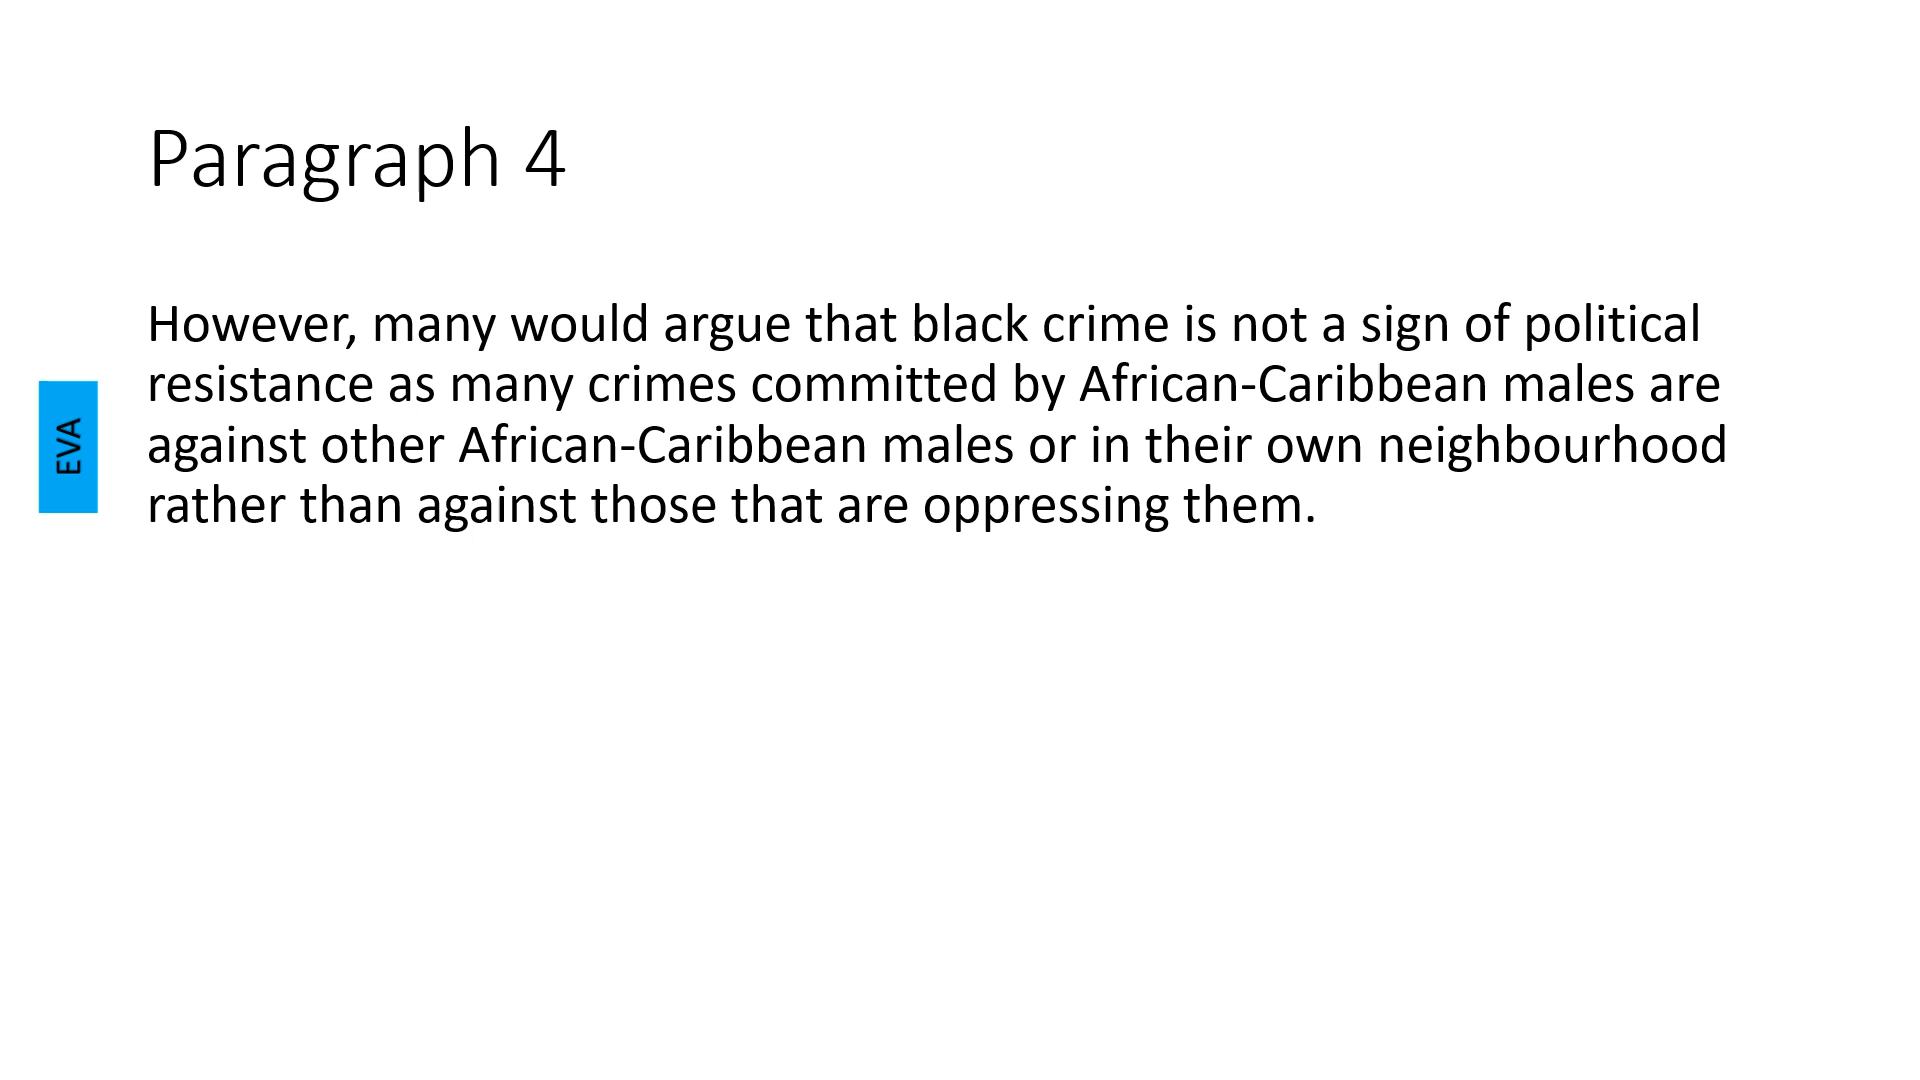 Paragraph 4
However, many would argue that black crime is not a sign of political
resistance as many crimes committed by African-Caribbean males are
against other African-Caribbean males or in their own neighbourhood
rather than against those that are oppressing them.
EVA